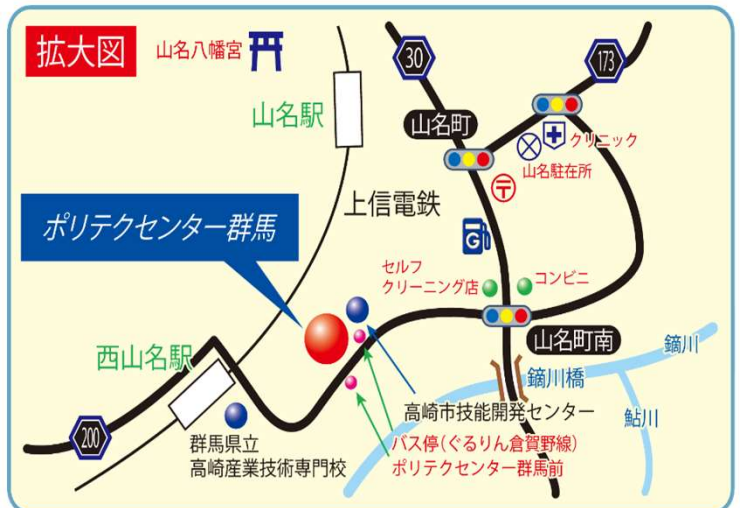 拡大図
山名八幡宮
30
173
山名駅
山名町
クリニック
山名駐在所
〒
上信電鉄
ポリテクセンター群馬
G
セルフ
クリーニング店
コンビニ
山名町南
西山名駅
鏑川
鏑川橋
鮎川
高崎市技能開発センター
200
群馬県立
高崎産業技術専門校
バス停(ぐるりん倉賀野線)
ポリテクセンター群馬前